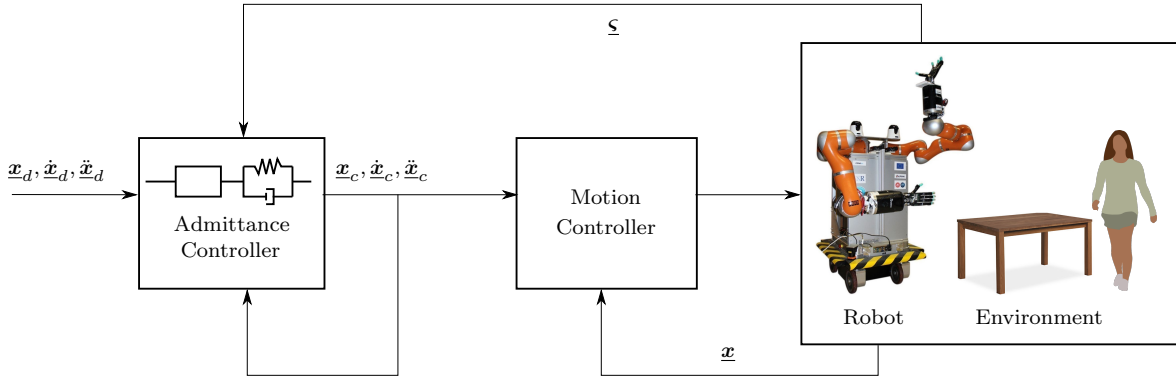 ς
x_d, ẋ_d, ẍ_d
x_c, ẋ_c, ẍ_c
Admittance
Controller
Motion
Controller
Robot
Environment
x